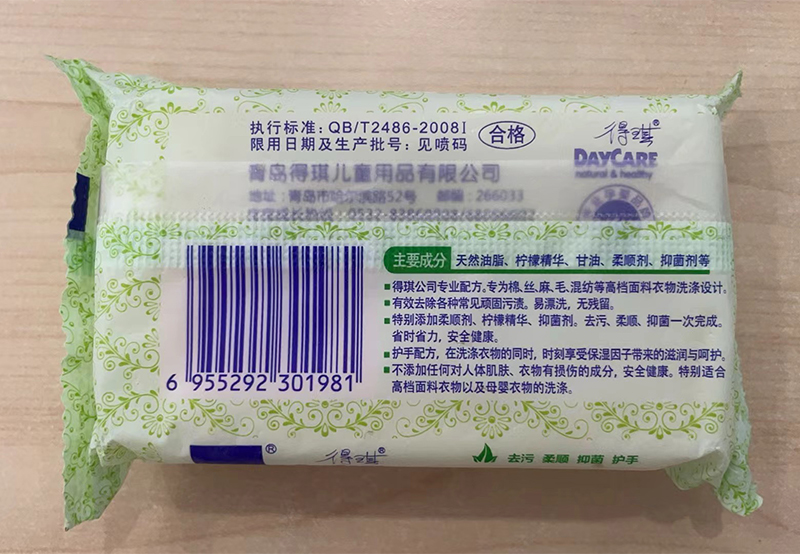 执行标准: QB/T2486-2008Ⅰ
限用日期及生产批号: 见喷码
合格
得琪®
DAYCARE
natural & healthy
青岛得琪儿童用品有限公司
地址: 青岛市哈尔滨路52号 邮编: 266033
主要成分 天然油脂、柠檬精华、甘油、柔顺剂、抑菌剂等
得琪公司专业配方。专为棉、丝、麻、毛、混纺等高档面料衣物洗涤设计。
有效去除各种常见顽固污渍。易漂洗，无残留。
特别添加柔顺剂、柠檬精华、抑菌剂。去污、柔顺、抑菌一次完成。
省时省力，安全健康。
护手配方，在洗涤衣物的同时，时刻享受保湿因子带来的滋润与呵护。
不添加任何对人体肌肤、衣物有损伤的成分，安全健康。特别适合
高档面料衣物以及母婴衣物的洗涤。
6 955292 301981
® 得琪®
去污 柔顺 抑菌 护手